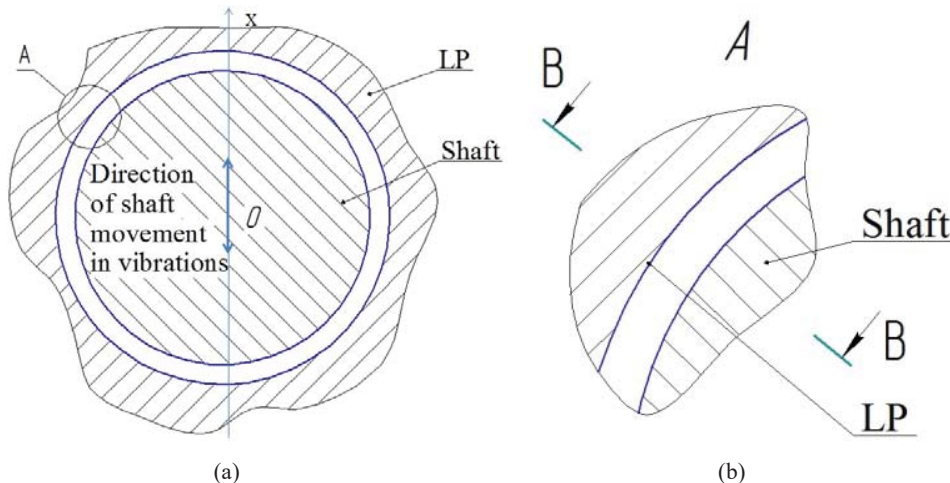 x
A
LP
Shaft
Direction
of shaft
movement
in vibrations
O
(a)
A
B
Shaft
B
LP
(b)